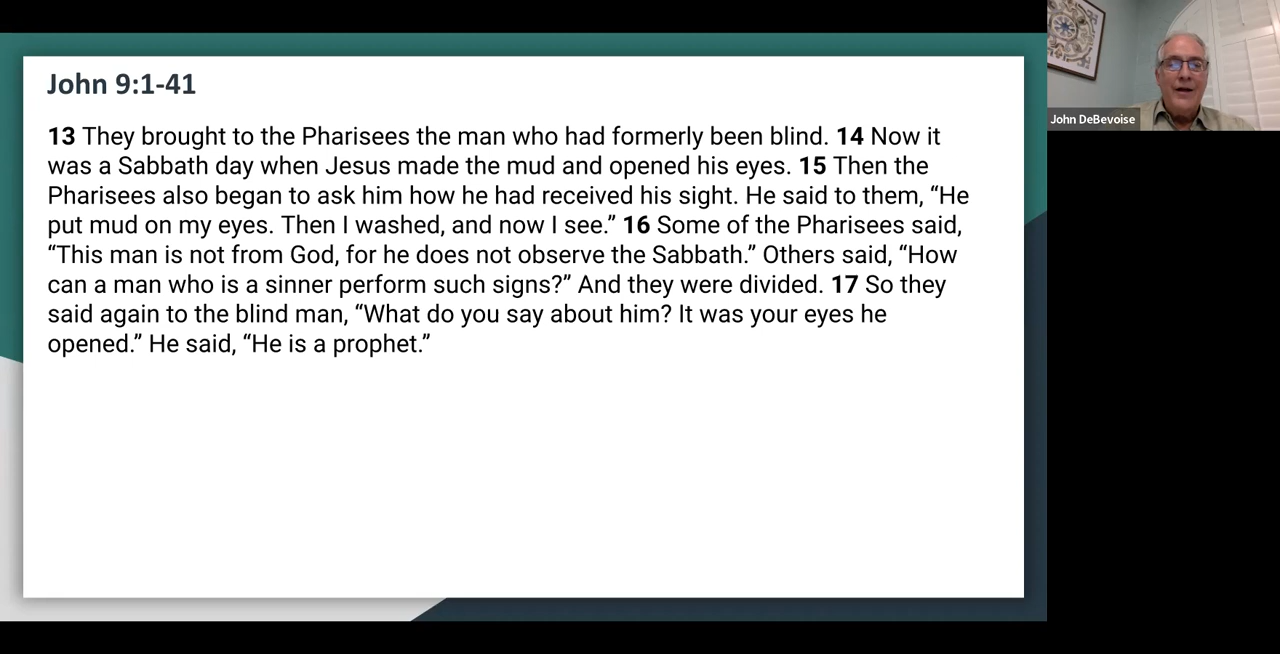 John 9:1-41
13 They brought to the Pharisees the man who had formerly been blind. 14 Now it
was a Sabbath day when Jesus made the mud and opened his eyes. 15 Then the
Pharisees also began to ask him how he had received his sight. He said to them, “He
put mud on my eyes. Then I washed, and now I see.” 16 Some of the Pharisees said,
“This man is not from God, for he does not observe the Sabbath.” Others said, “How
can a man who is a sinner perform such signs?” And they were divided. 17 So they
said again to the blind man, “What do you say about him? It was your eyes he
opened.” He said, “He is a prophet.”
John DeBevoise